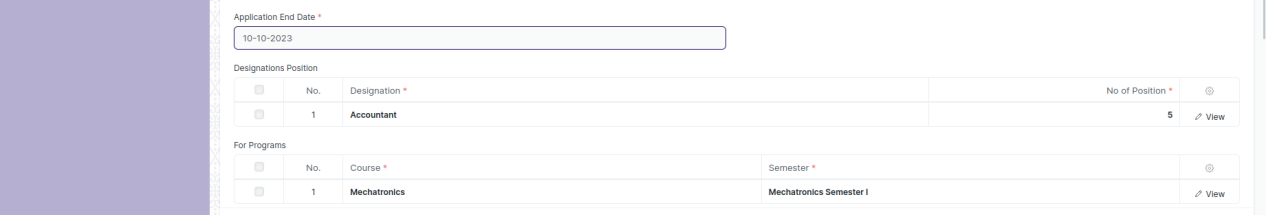 Application End Date *
10-10-2023
Designations Position
No. Designation * No of Position *
1 Accountant 5 View
For Programs
No. Course * Semester *
1 Mechatronics Mechatronics Semester I View